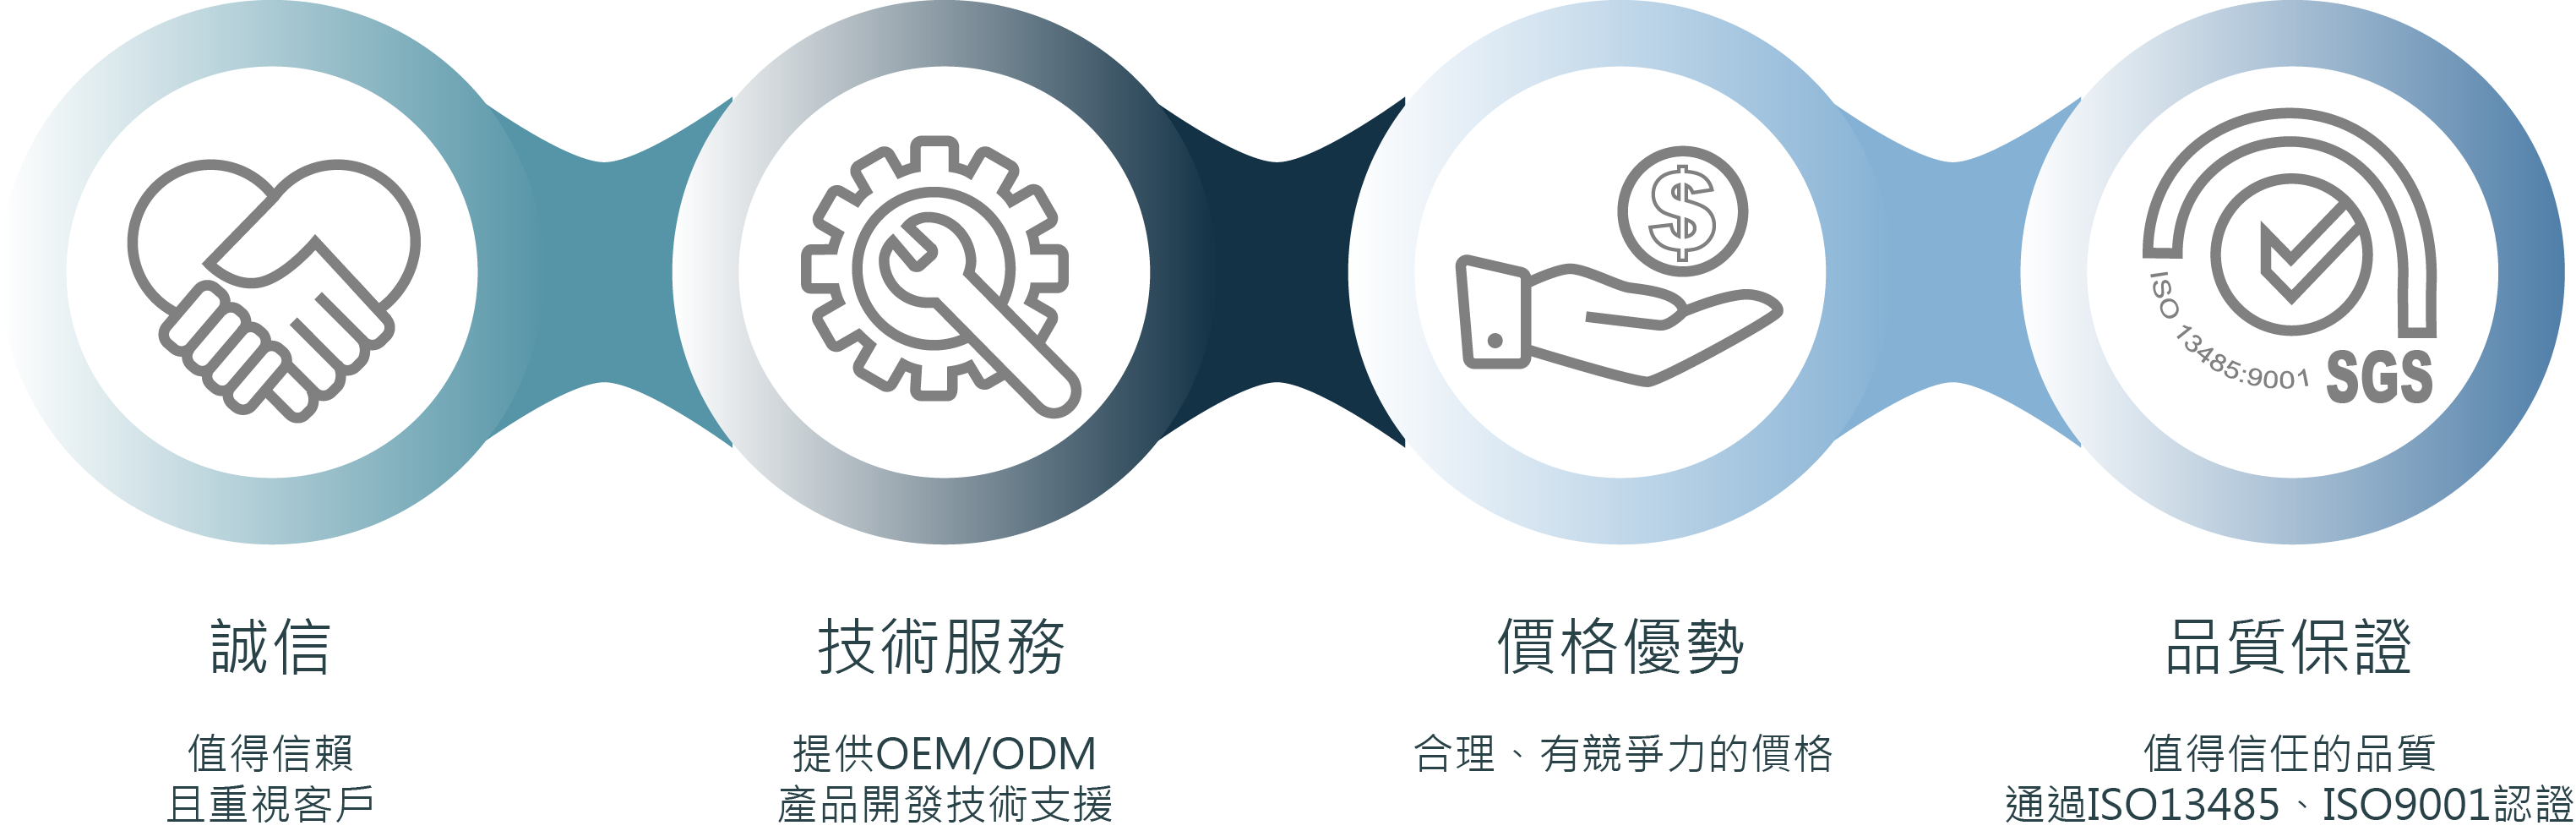 ISO 13485:9001
SGS
誠信
值得信賴
且重視客戶
技術服務
提供OEM/ODM
產品開發技術支援
價格優勢
合理、有競爭力的價格
品質保證
值得信任的品質
通過ISO13485、ISO9001認證